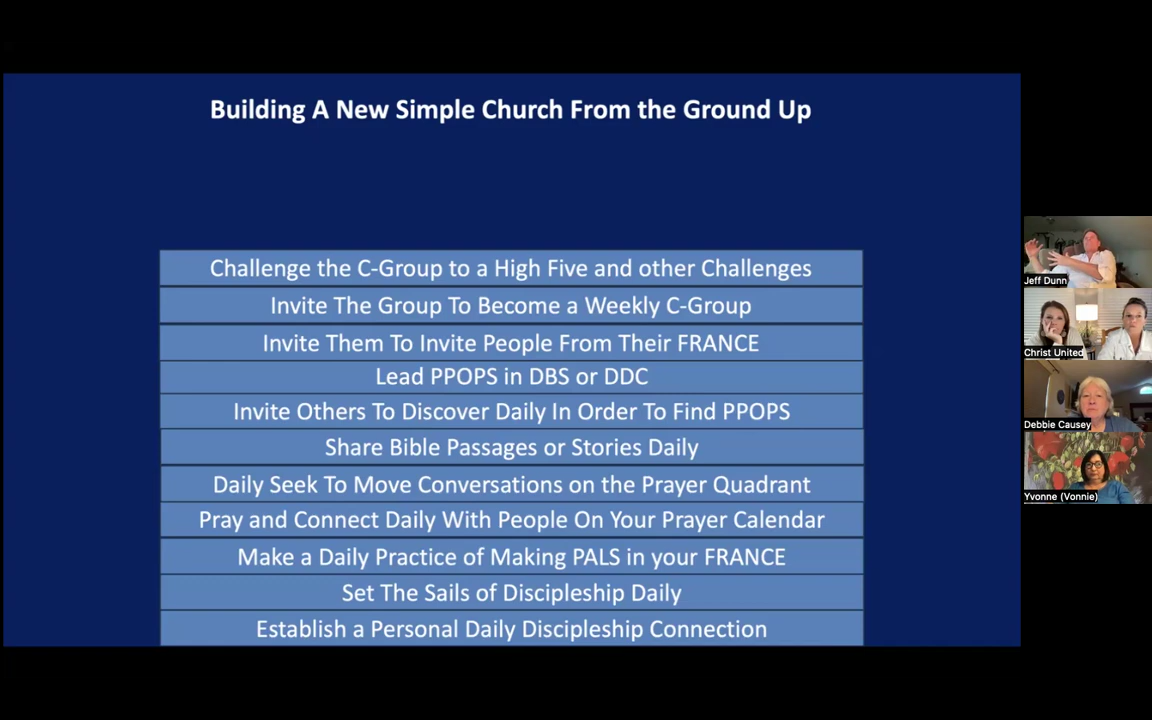 Building A New Simple Church From the Ground Up
Challenge the C-Group to a High Five and other Challenges
Invite The Group To Become a Weekly C-Group
Invite Them To Invite People From Their FRANCE
Lead PPOPS in DBS or DDC
Invite Others To Discover Daily In Order To Find PPOPS
Share Bible Passages or Stories Daily
Daily Seek To Move Conversations on the Prayer Quadrant
Pray and Connect Daily With People On Your Prayer Calendar
Make a Daily Practice of Making PALS in your FRANCE
Set The Sails of Discipleship Daily
Establish a Personal Daily Discipleship Connection
Jeff Dunn
Christ United
Debbie Causey
Yvonne (Vonnie)